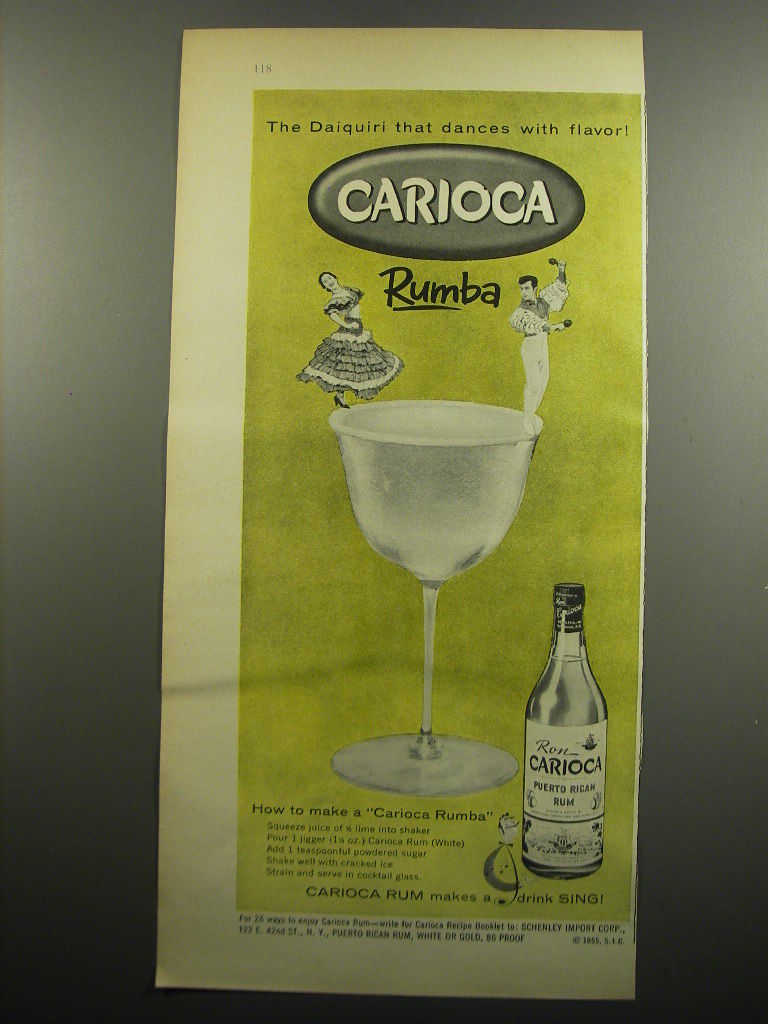 118
The Daiquiri that dances with flavor!
CARIOCA
Rumba
Ron
CARIOCA
PUERTO RICAN
RUM
How to make a "Carioca Rumba"
Squeeze juice of ½ lime into shaker
Pour 1 jigger (1½ oz.) Carioca Rum (White)
Add 1 teaspoonful powdered sugar
Shake well with cracked ice
Strain and serve in cocktail glass.
CARIOCA RUM makes a drink SING!
For 28 ways to enjoy Carioca Rum—write for Carioca Recipe Booklet to: SCHENLEY IMPORT CORP.,
122 E. 42nd ST., N. Y., PUERTO RICAN RUM, WHITE OR GOLD, 86 PROOF © 1955, S.I.C.